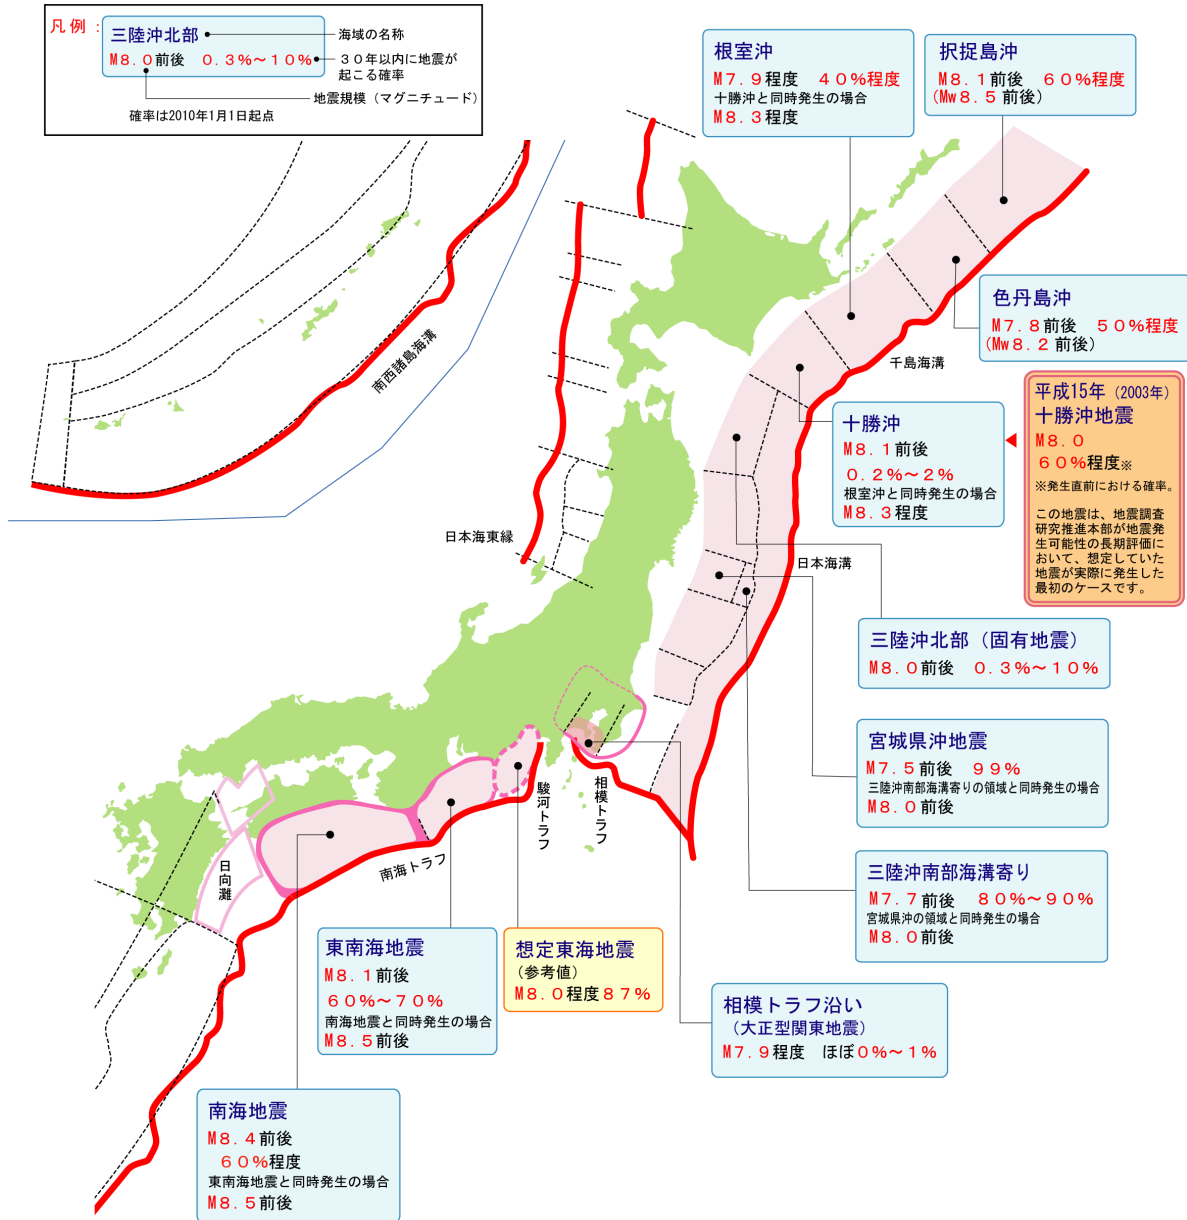 凡例：
三陸沖北部
M8.0前後　0.3%～10%
海域の名称
３０年以内に地震が
起こる確率
地震規模（マグニチュード）
確率は2010年1月1日起点
根室沖
M7.9程度　40%程度
十勝沖と同時発生の場合
M8.3程度
択捉島沖
M8.1前後　60%程度
(Mw8.5前後)
色丹島沖
M7.8前後　50%程度
(Mw8.2前後)
千島海溝
十勝沖
M8.1前後
0.2%～2%
根室沖と同時発生の場合
M8.3程度
平成15年（2003年）
十勝沖地震
M8.0
60%程度※
※発生直前における確率。
この地震は、地震調査
研究推進本部が地震発
生可能性の長期評価に
おいて、想定していた
地震が実際に発生した
最初のケースです。
南西諸島海溝
日本海東縁
日本海溝
三陸沖北部（固有地震）
M8.0前後　0.3%～10%
宮城県沖地震
M7.5前後　99%
三陸沖南部海溝寄りの領域と同時発生の場合
M8.0前後
三陸沖南部海溝寄り
M7.7前後　80%～90%
宮城県沖の領域と同時発生の場合
M8.0前後
駿河トラフ
相模トラフ
南海トラフ
日向灘
東南海地震
M8.1前後
60%～70%
南海地震と同時発生の場合
M8.5前後
想定東海地震
（参考値）
M8.0程度87%
相模トラフ沿い
（大正型関東地震）
M7.9程度　ほぼ0%～1%
南海地震
M8.4前後
60%程度
東南海地震と同時発生の場合
M8.5前後